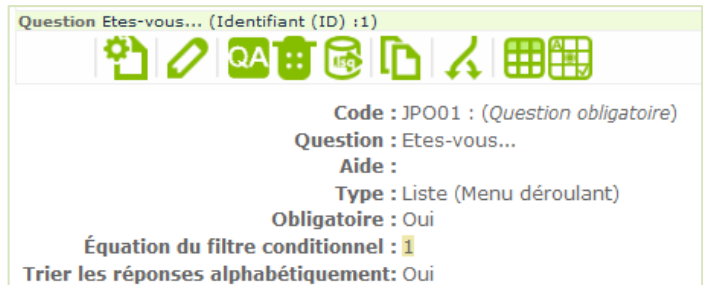 Question Etes-vous... (Identifiant (ID) :1)
QA lsq A
Code : JPO01 : (Question obligatoire)
Question : Etes-vous...
Aide :
Type : Liste (Menu déroulant)
Obligatoire : Oui
Équation du filtre conditionnel : 1
Trier les réponses alphabétiquement: Oui